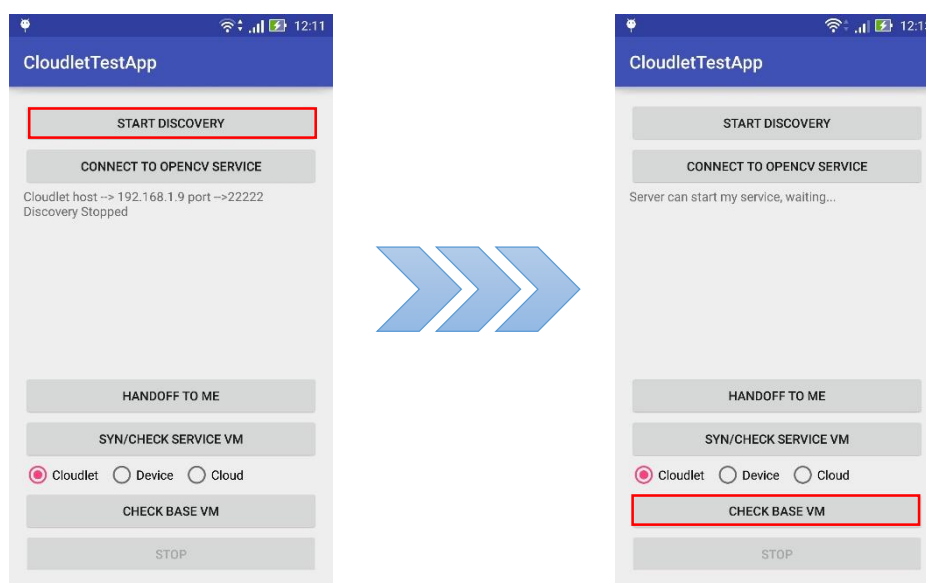 12:11
CloudletTestApp
START DISCOVERY
CONNECT TO OPENCV SERVICE
Cloudlet host --> 192.168.1.9 port -->22222
Discovery Stopped
HANDOFF TO ME
SYN/CHECK SERVICE VM
Cloudlet Device Cloud
CHECK BASE VM
STOP
CloudletTestApp
START DISCOVERY
CONNECT TO OPENCV SERVICE
Server can start my service, waiting...
HANDOFF TO ME
SYN/CHECK SERVICE VM
Cloudlet Device Cloud
CHECK BASE VM
STOP